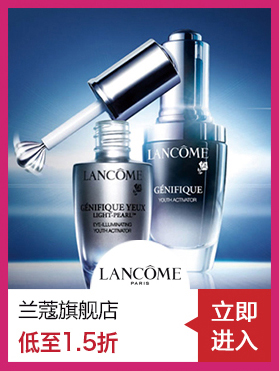 LANCÔME
GÉNIFIQUE YEUX
LIGHT-PEARL™
EYE-ILLUMINATING
YOUTH ACTIVATOR
LANCÔME
GÉNIFIQUE
YOUTH ACTIVATOR
LANCÔME
PARIS
兰蔻旗舰店
低至1.5折
立即
进入